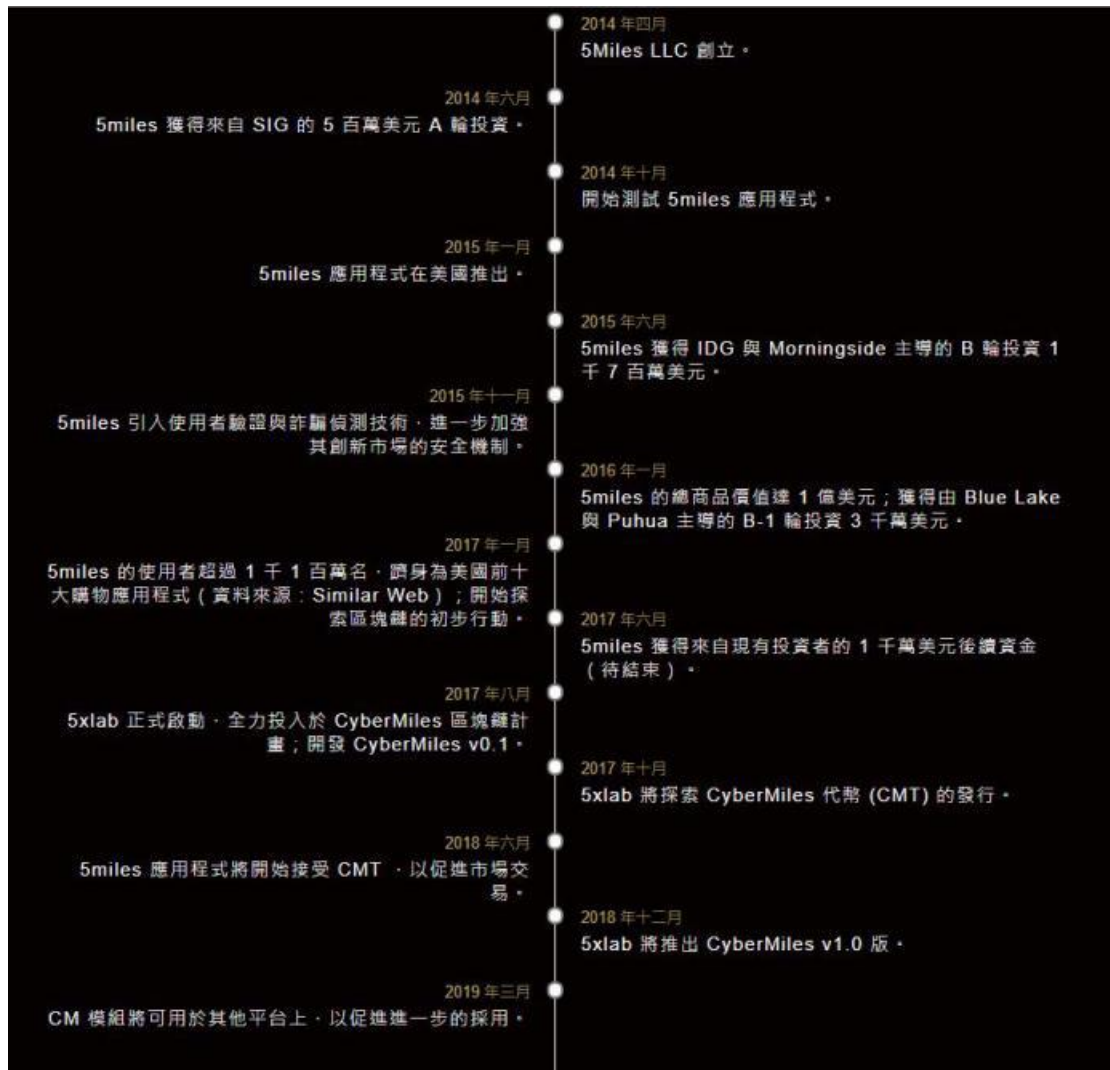 2014 年四月
5Miles LLC 創立。
2014 年六月
5miles 獲得來自 SIG 的 5 百萬美元 A 輪投資。
2014 年十月
開始測試 5miles 應用程式。
2015 年一月
5miles 應用程式在美國推出。
2015 年六月
5miles 獲得 IDG 與 Morningside 主導的 B 輪投資 1
千 7 百萬美元。
2015 年十一月
5miles 引入使用者驗證與詐騙偵測技術，進一步加強
其創新市場的安全機制。
2016 年一月
5miles 的總商品價值達 1 億美元；獲得由 Blue Lake
與 Puhua 主導的 B-1 輪投資 3 千萬美元。
2017 年一月
5miles 的使用者超過 1 千 1 百萬名，躋身為美國前十
大購物應用程式（資料來源：Similar Web）；開始探
索區塊鏈的初步行動。
2017 年六月
5miles 獲得來自現有投資者的 1 千萬美元後續資金
（待結束）。
2017 年八月
5xlab 正式啟動，全力投入於 CyberMiles 區塊鏈計
畫；開發 CyberMiles v0.1。
2017 年十月
5xlab 將探索 CyberMiles 代幣 (CMT) 的發行。
2018 年六月
5miles 應用程式將開始接受 CMT ，以促進市場交
易。
2018 年十二月
5xlab 將推出 CyberMiles v1.0 版。
2019 年三月
CM 模組將可用於其他平台上，以促進進一步的採用。